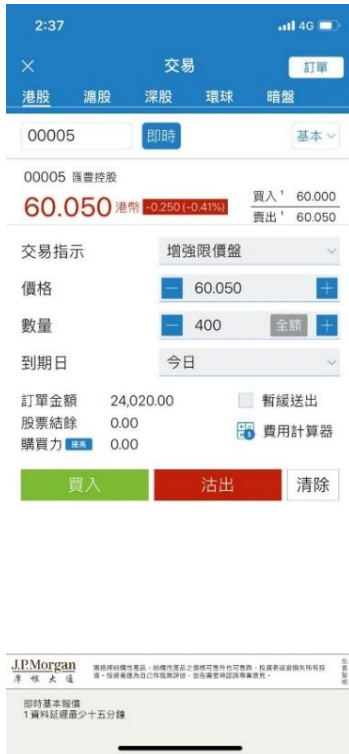 2:37
4G
交易
訂單
港股 滬股 深股 環球 暗盤
00005 即時 基本
00005 匯豐控股
60.050 港幣 -0.250 (-0.41%)
買入¹ 60.000
賣出¹ 60.050
交易指示 增強限價盤
價格 60.050
數量 400 全額
到期日 今日
訂單金額 24,020.00 暫緩送出
股票結餘 0.00
費用計算器
購買力 提高 0.00
買入 沽出 清除
J.P.Morgan
摩根大通
即時基本報價
1 資料延遲最少十五分鐘